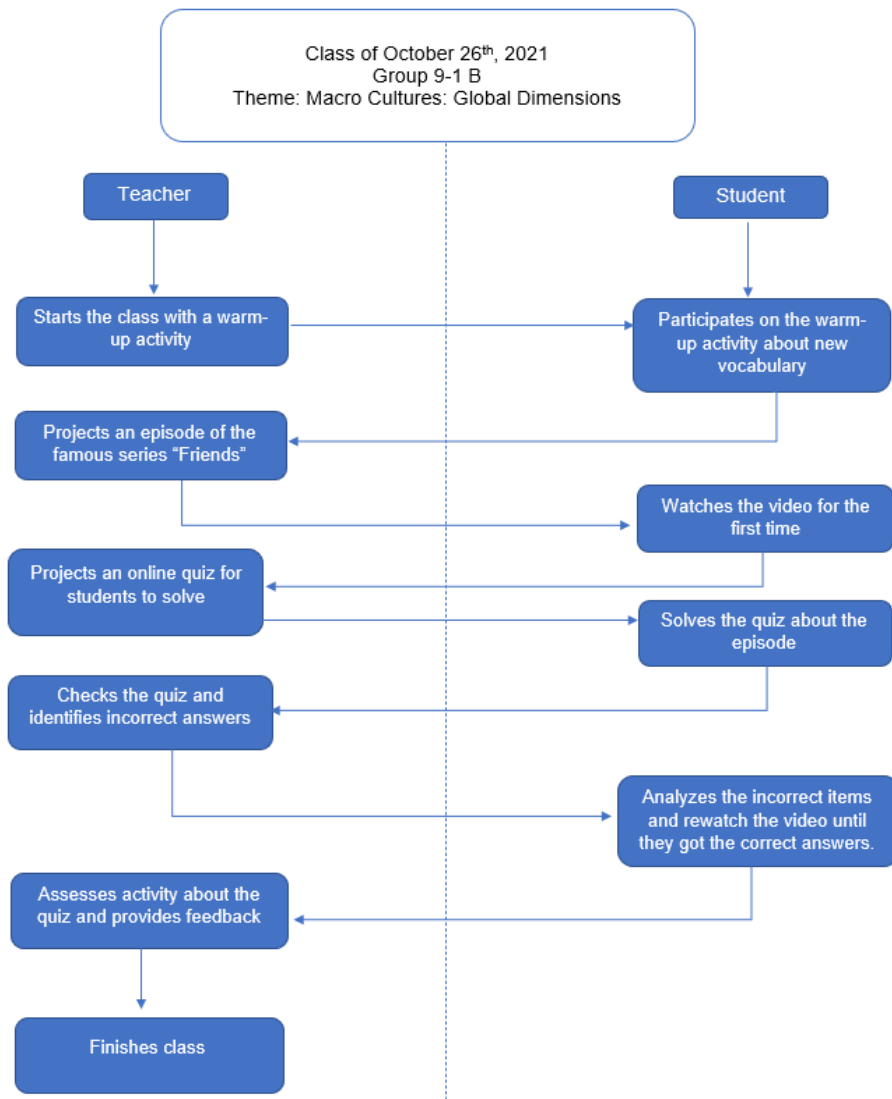 Class of October 26th, 2021
Group 9-1 B
Theme: Macro Cultures: Global Dimensions
Teacher
Student
Starts the class with a warm-
up activity
Participates on the warm-
up activity about new
vocabulary
Projects an episode of the
famous series “Friends”
Watches the video for the
first time
Projects an online quiz for
students to solve
Solves the quiz about the
episode
Checks the quiz and
identifies incorrect answers
Analyzes the incorrect items
and rewatch the video until
they got the correct answers.
Assesses activity about the
quiz and provides feedback
Finishes class